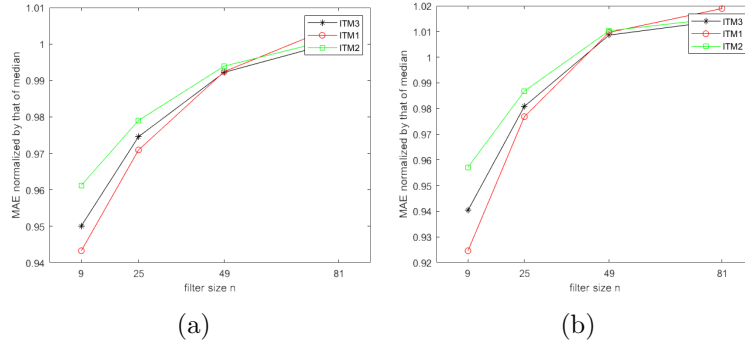 1.01
1
0.99
0.98
0.97
0.96
0.95
0.94
MAE normalized by that of median
9 25 49 81
filter size n
ITM3
ITM1
ITM2
(a)
1.02
1.01
1
0.99
0.98
0.97
0.96
0.95
0.94
0.93
0.92
MAE normalized by that of median
9 25 49 81
filter size n
ITM3
ITM1
ITM2
(b)